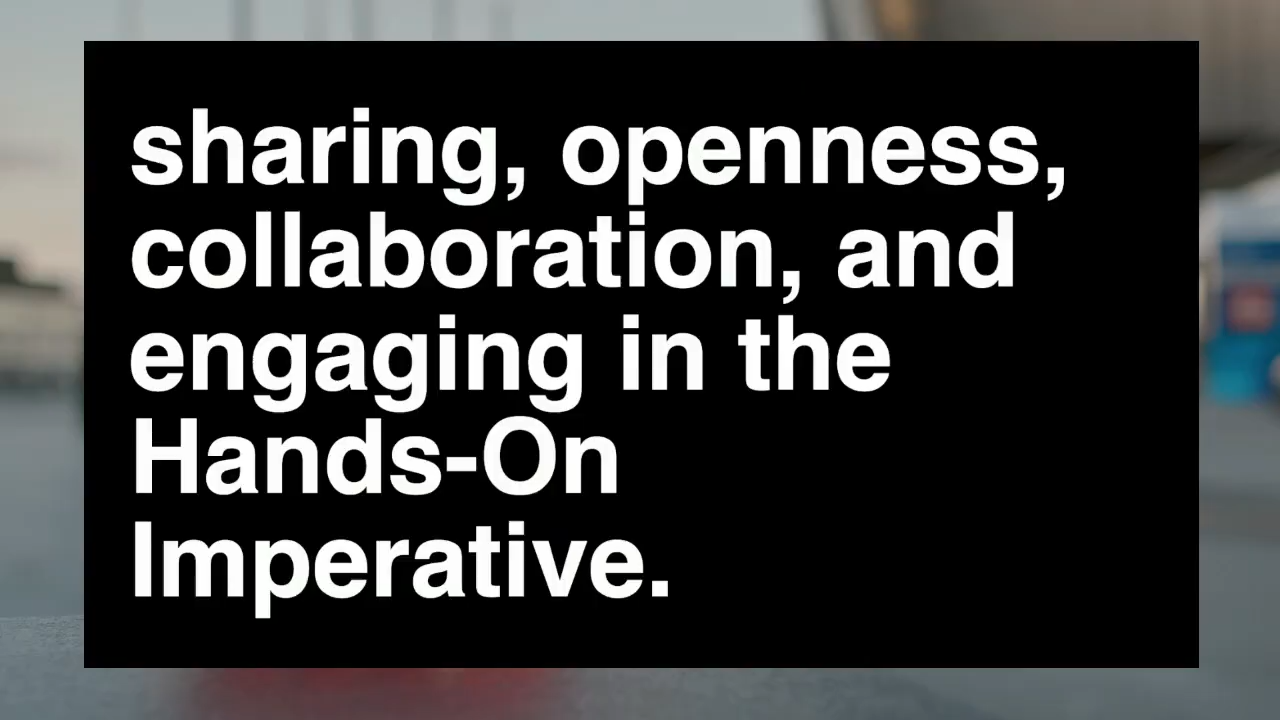 sharing, openness,
collaboration, and
engaging in the
Hands-On
Imperative.